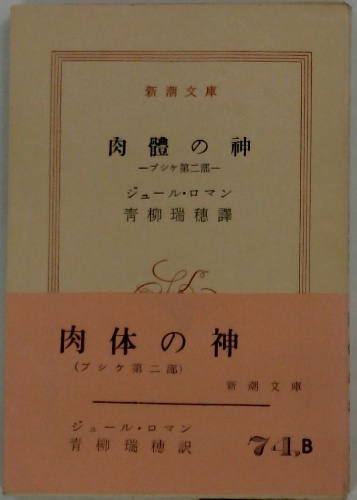 新潮文庫
肉體の神
―プシケ第二部―
ジュール・ロマン
青柳瑞穂譯
肉体の神
(プシケ第二部)
新潮文庫
ジュール・ロマン
青柳瑞穂訳
74,B